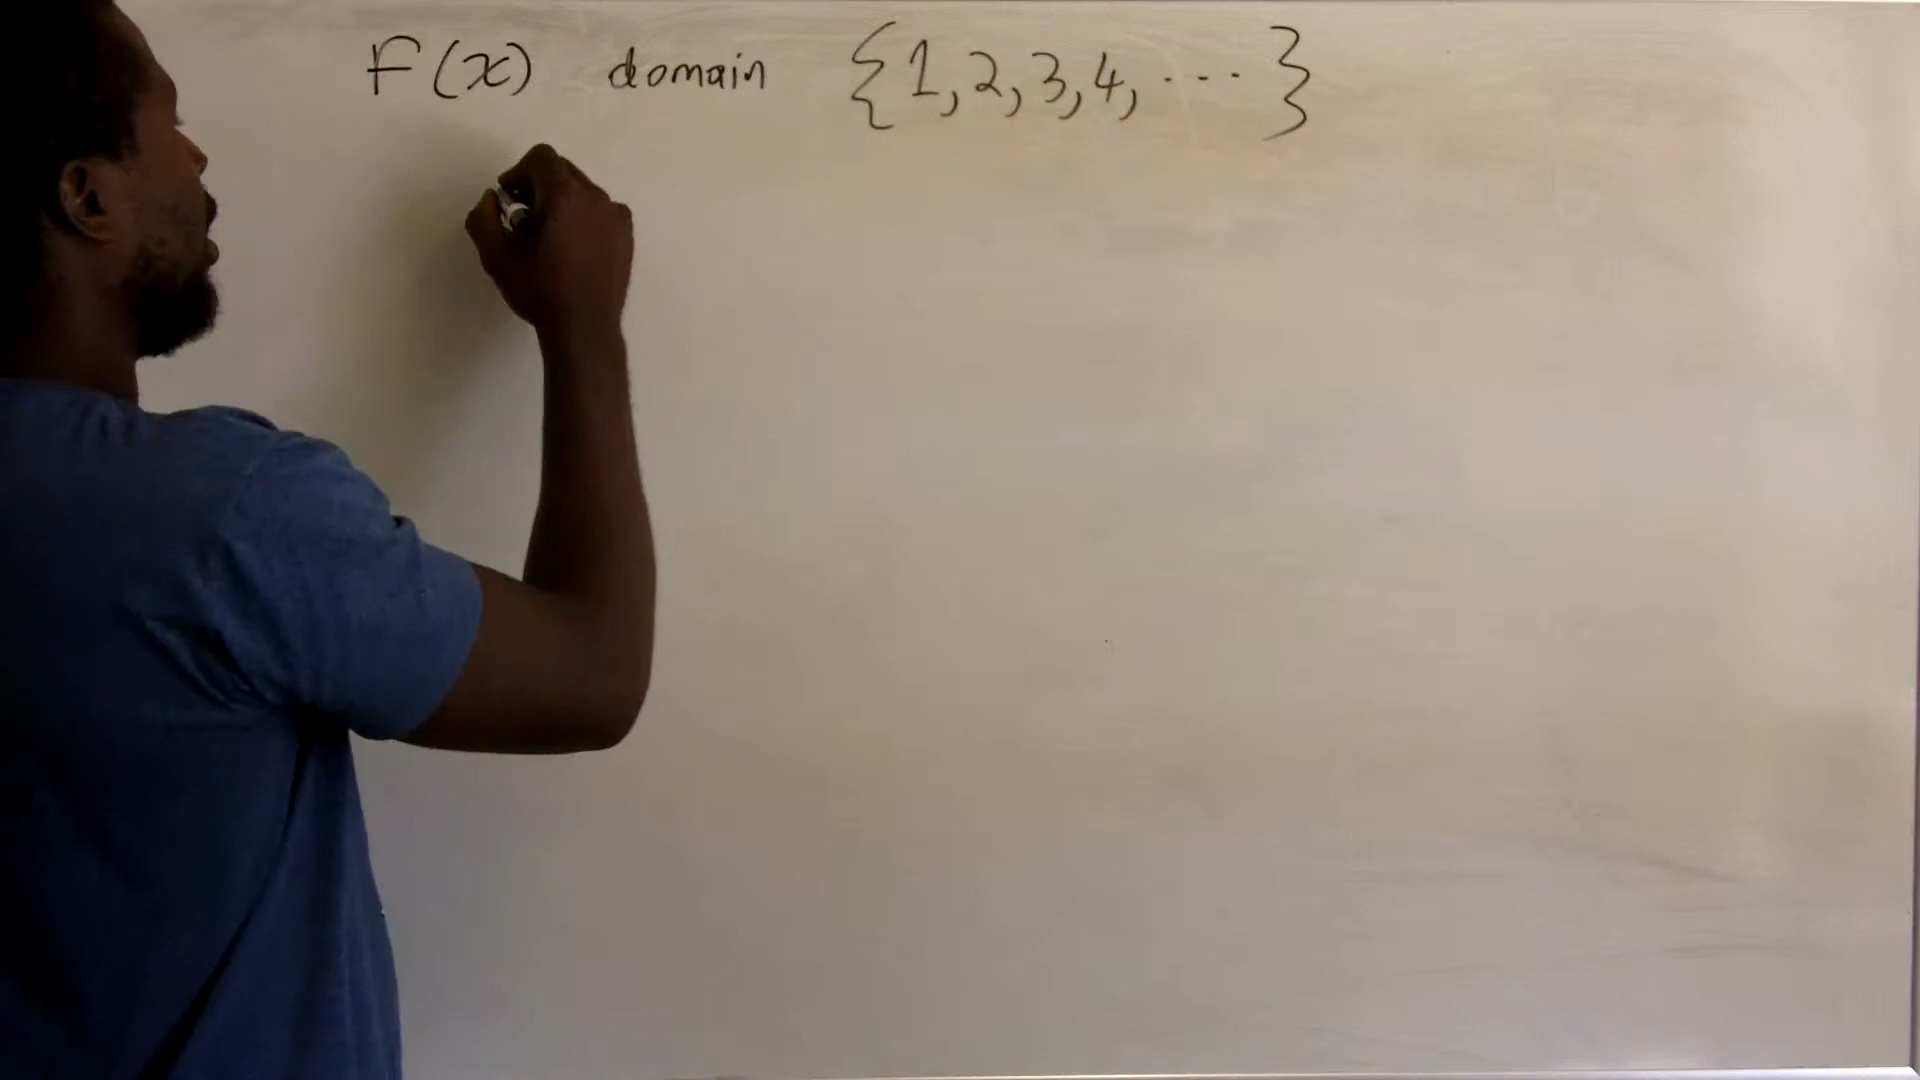 F(x) domain {1,2,3,4, ... }